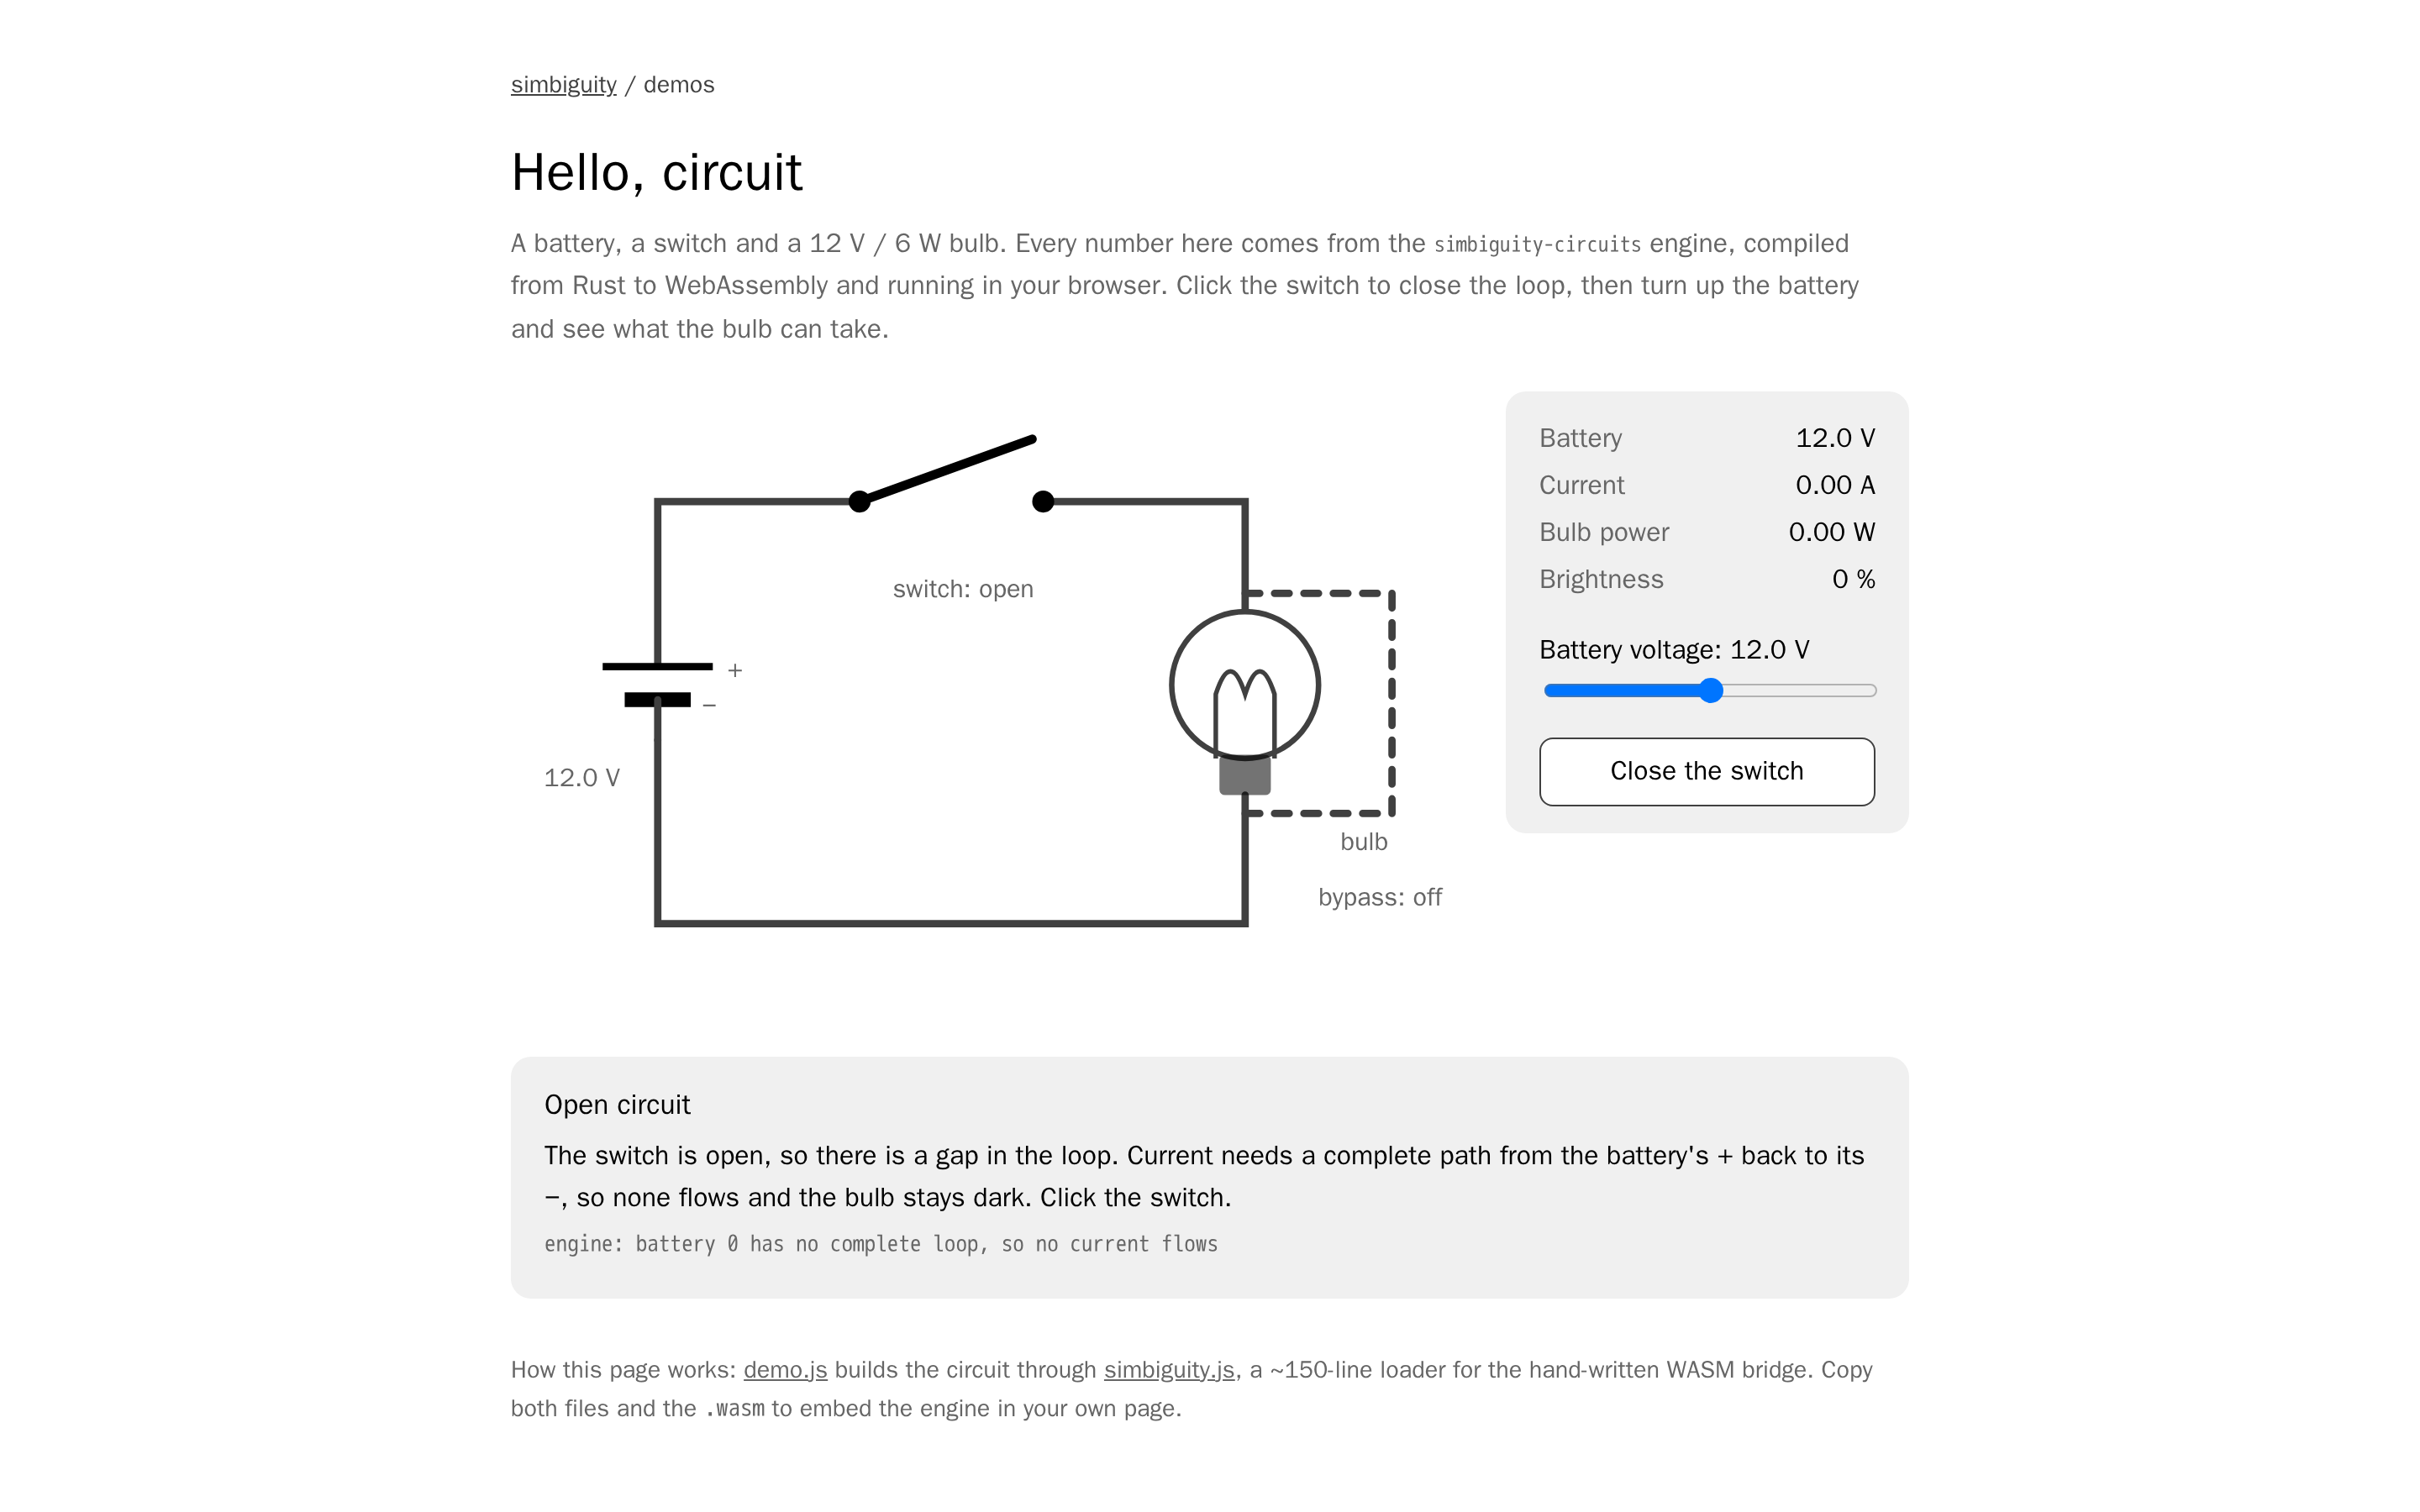 simbiguity / demos
Hello, circuit
A battery, a switch and a 12 V / 6 W bulb. Every number here comes from the simbiguity-circuits engine, compiled
from Rust to WebAssembly and running in your browser. Click the switch to close the loop, then turn up the battery
and see what the bulb can take.
switch: open
+
−
12.0 V
bulb
bypass: off
Battery 12.0 V
Current 0.00 A
Bulb power 0.00 W
Brightness 0 %
Battery voltage: 12.0 V
Close the switch
Open circuit
The switch is open, so there is a gap in the loop. Current needs a complete path from the battery's + back to its
−, so none flows and the bulb stays dark. Click the switch.
engine: battery 0 has no complete loop, so no current flows
How this page works: demo.js builds the circuit through simbiguity.js, a ~150-line loader for the hand-written WASM bridge. Copy
both files and the .wasm to embed the engine in your own page.